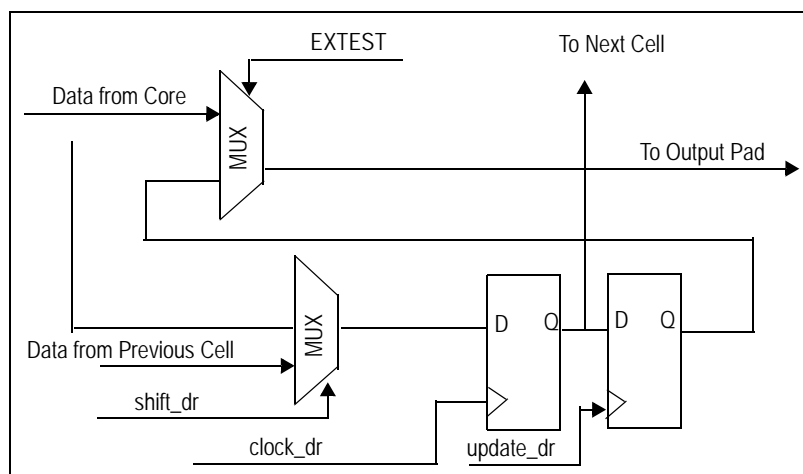 EXTEST
To Next Cell
Data from Core
MUX
To Output Pad
MUX
D Q
D Q
Data from Previous Cell
shift_dr
clock_dr
update_dr